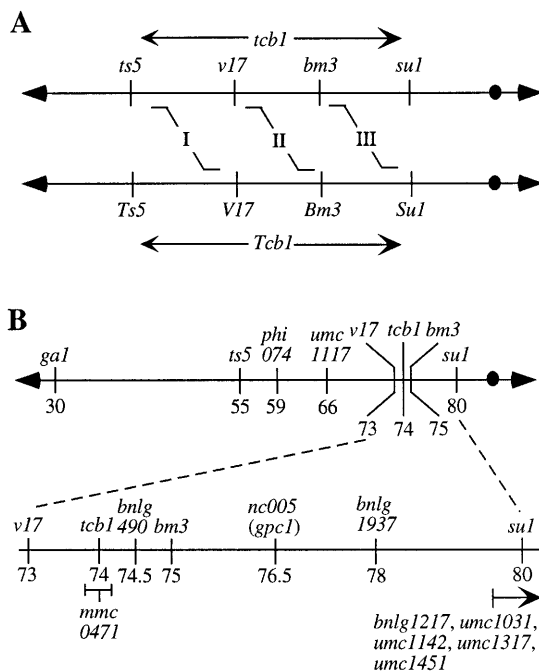 A
tcb1
ts5 v17 bm3 su1
I II III
Ts5 V17 Bm3 Su1
Tcb1
B
v17 tcb1 bm3
phi umc
ga1 ts5 074 1117 su1
30 55 59 66 80
73 74 75
bnlg nc005 bnlg
v17 tcb1 490 bm3 (gpc1) 1937 su1
73 74 74.5 75 76.5 78 80
mmc
0471
bnlg1217, umc1031,
umc1142, umc1317,
umc1451